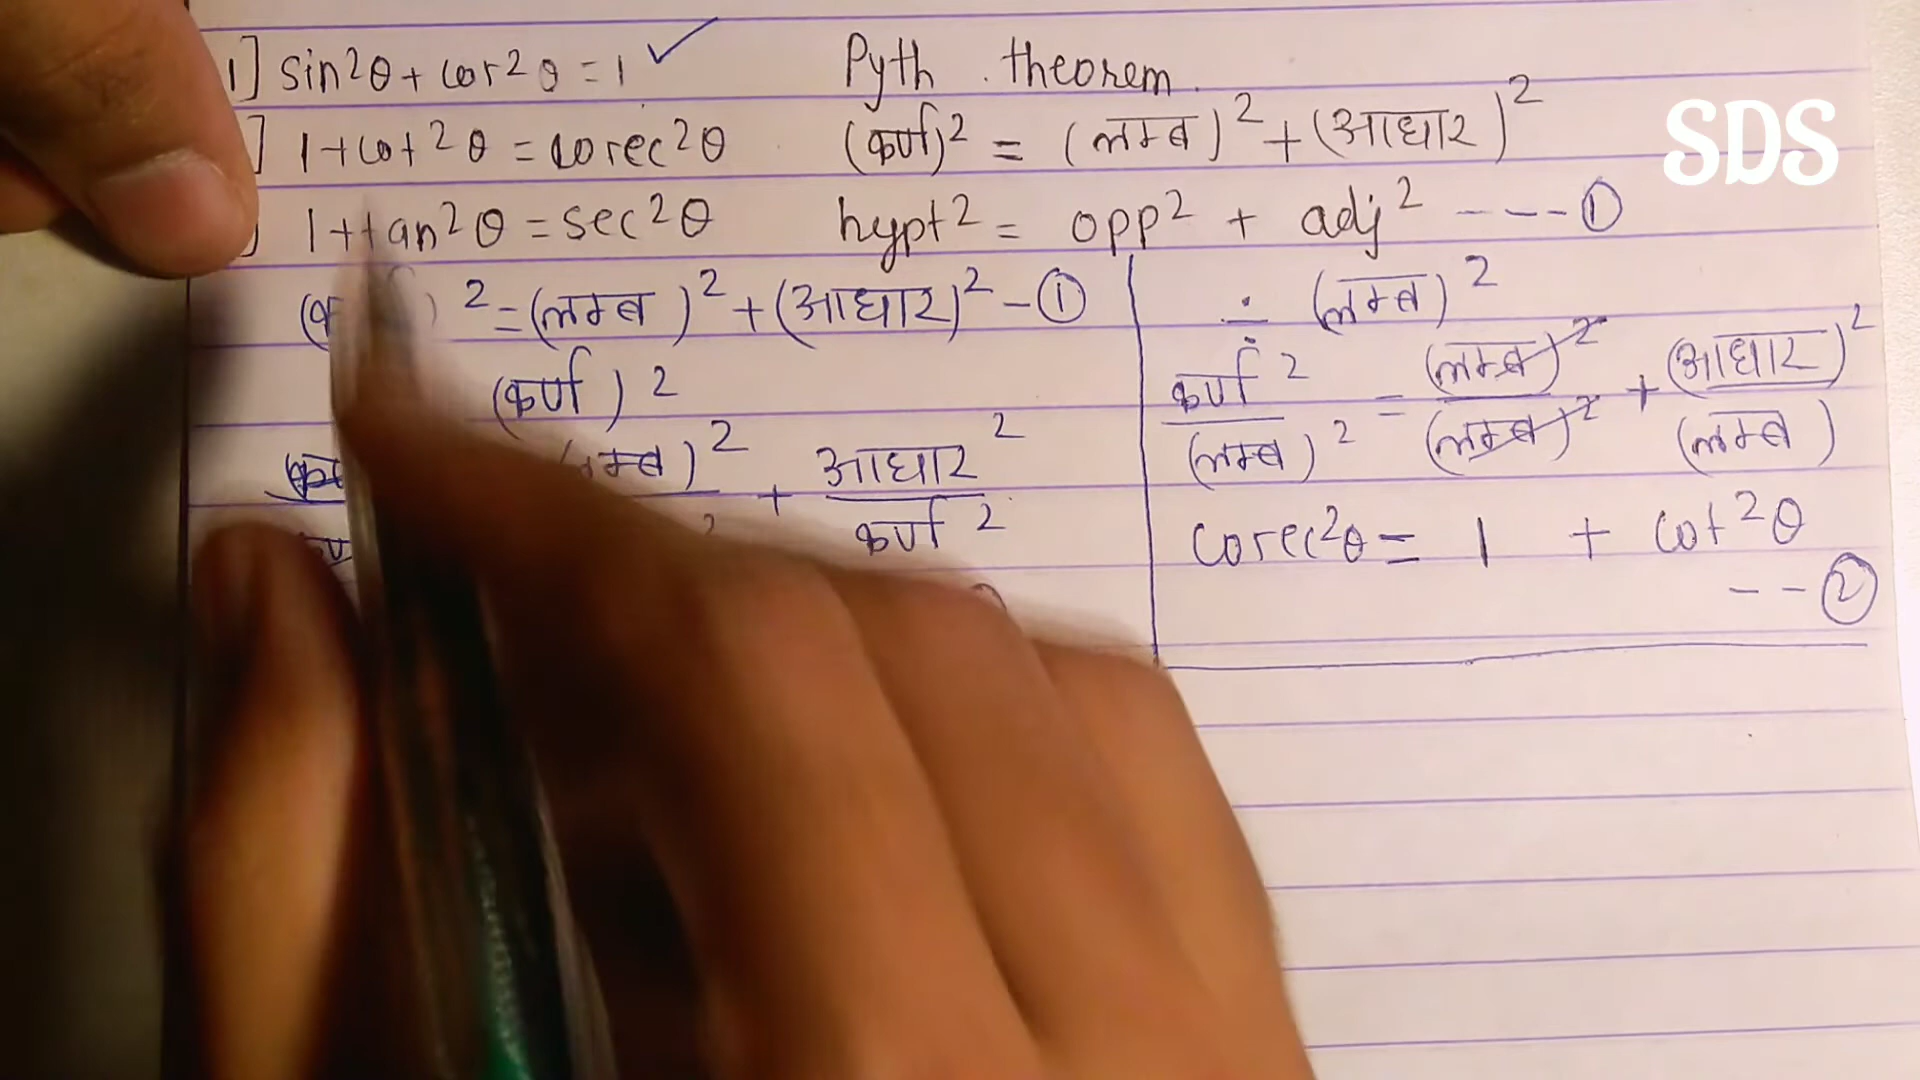 1] sin2θ + cos2θ = 1 ✓
] 1+cot2θ = cosec2θ
] 1+tan2θ = sec2θ
Pyth. theorem.
(कर्ण)2 = (लम्ब)2 + (आधार)2
hypt2 = opp2 + adj2 ---- ①
SDS
2 = (लम्ब)2 + (आधार)2 - ①
(कर्ण)2
लम्ब)2 + आधार2
2 कर्ण2
÷ (लम्ब)2
कर्ण2 = (लम्ब)2 + (आधार)2
(लम्ब)2 (लम्ब)2 (लम्ब)
cosec2θ = 1 + cot2θ
-- ②